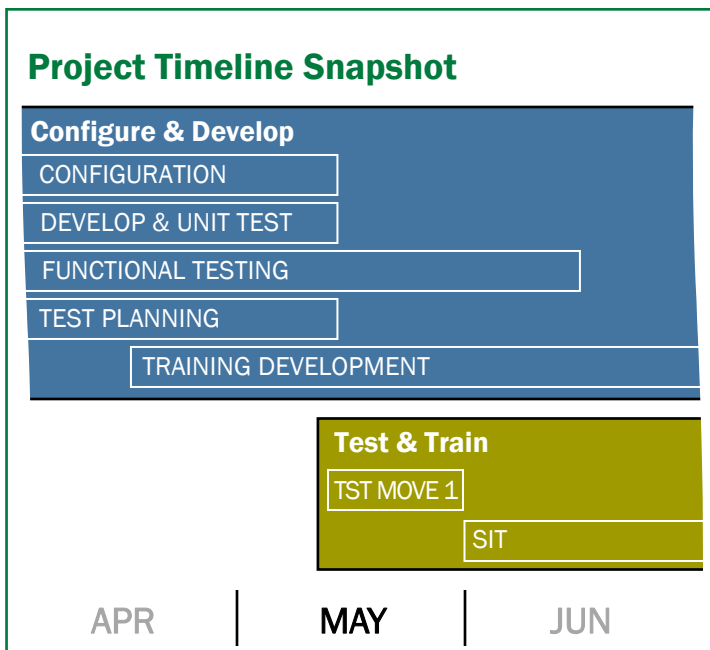 Project Timeline Snapshot
Configure & Develop
CONFIGURATION
DEVELOP & UNIT TEST
FUNCTIONAL TESTING
TEST PLANNING
TRAINING DEVELOPMENT
Test & Train
TST MOVE 1
SIT
APR MAY JUN